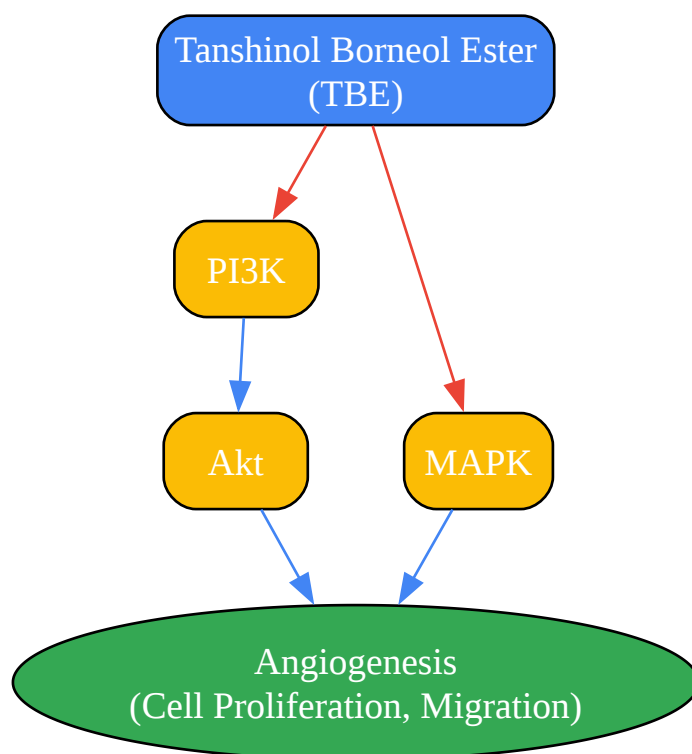 Tanshinol Borneol Ester
(TBE)
PI3K
Akt
MAPK
Angiogenesis
(Cell Proliferation, Migration)